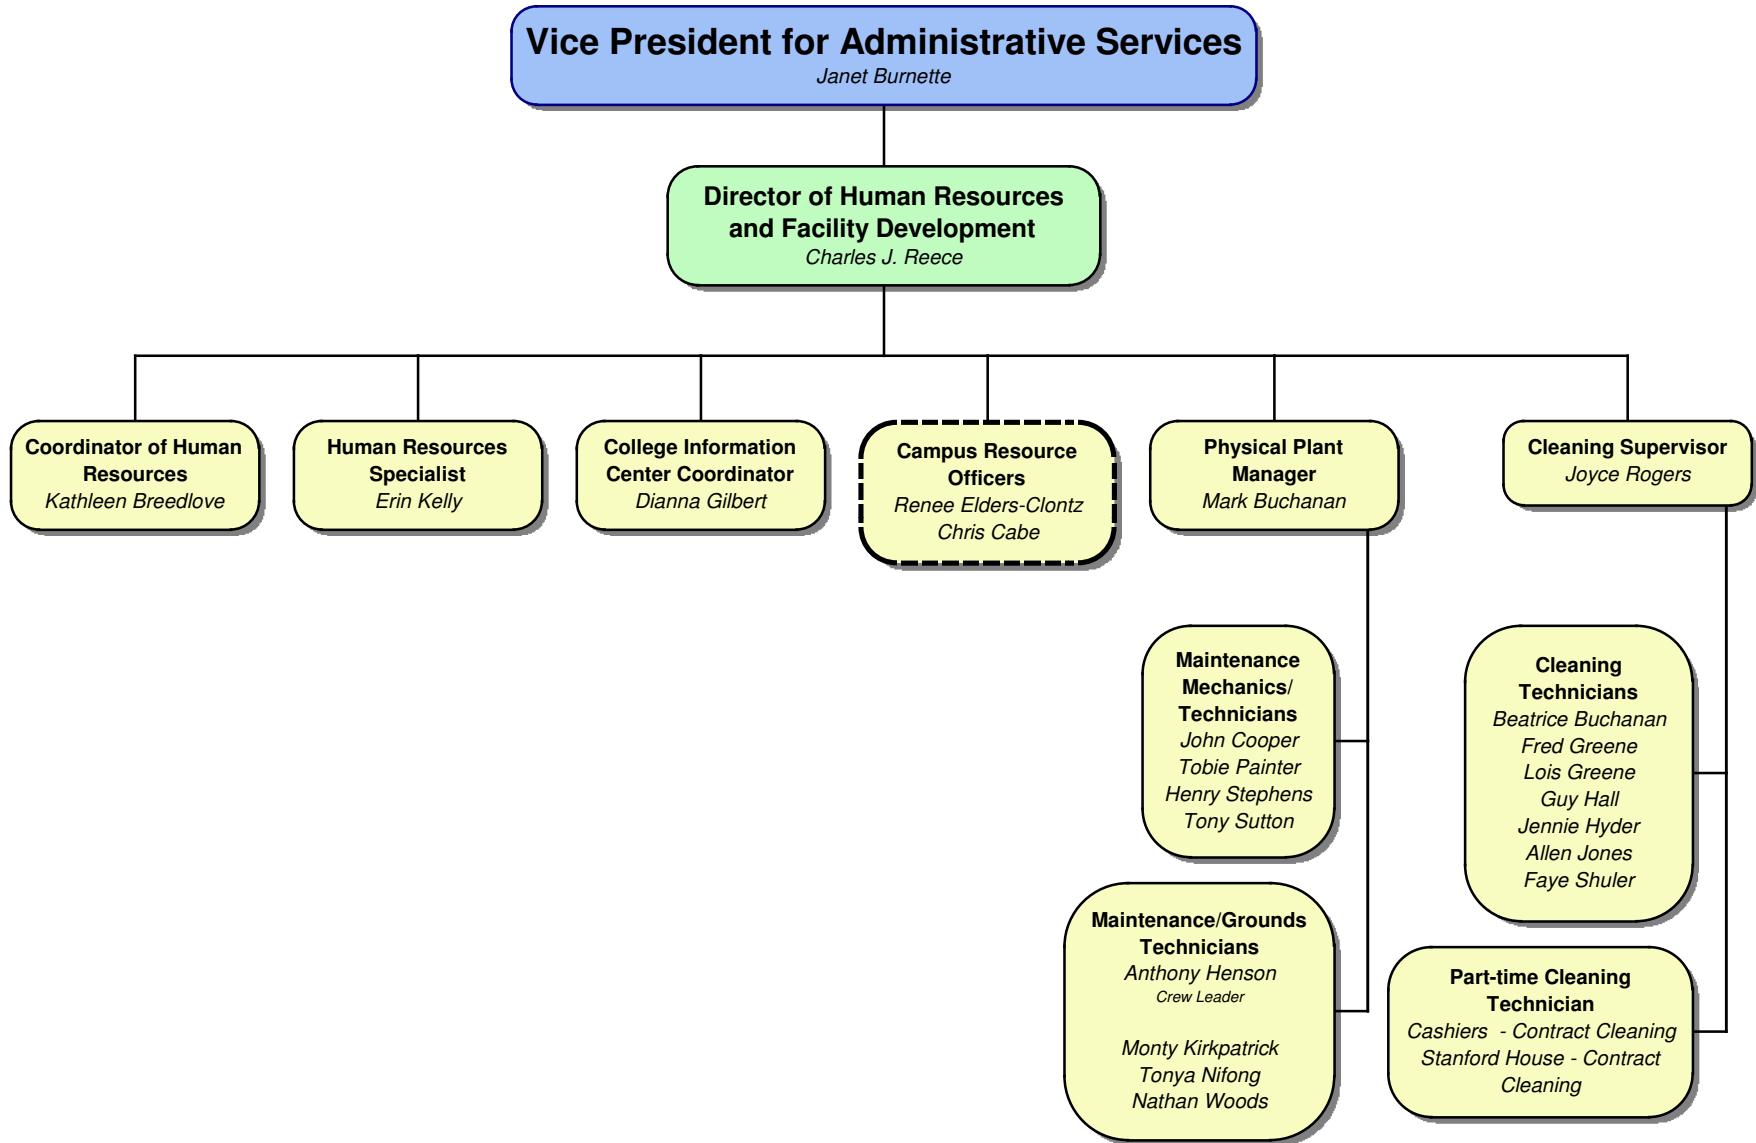 Vice President for Administrative Services
Janet Burnette
Director of Human Resources
and Facility Development
Charles J. Reece
Coordinator of Human
Resources
Kathleen Breedlove
Human Resources
Specialist
Erin Kelly
College Information
Center Coordinator
Dianna Gilbert
Campus Resource
Officers
Renee Elders-Clontz
Chris Cabe
Physical Plant
Manager
Mark Buchanan
Cleaning Supervisor
Joyce Rogers
Maintenance
Mechanics/
Technicians
John Cooper
Tobie Painter
Henry Stephens
Tony Sutton
Maintenance/Grounds
Technicians
Anthony Henson
Crew Leader
Monty Kirkpatrick
Tonya Nifong
Nathan Woods
Cleaning
Technicians
Beatrice Buchanan
Fred Greene
Lois Greene
Guy Hall
Jennie Hyder
Allen Jones
Faye Shuler
Part-time Cleaning
Technician
Cashiers - Contract Cleaning
Stanford House - Contract
Cleaning